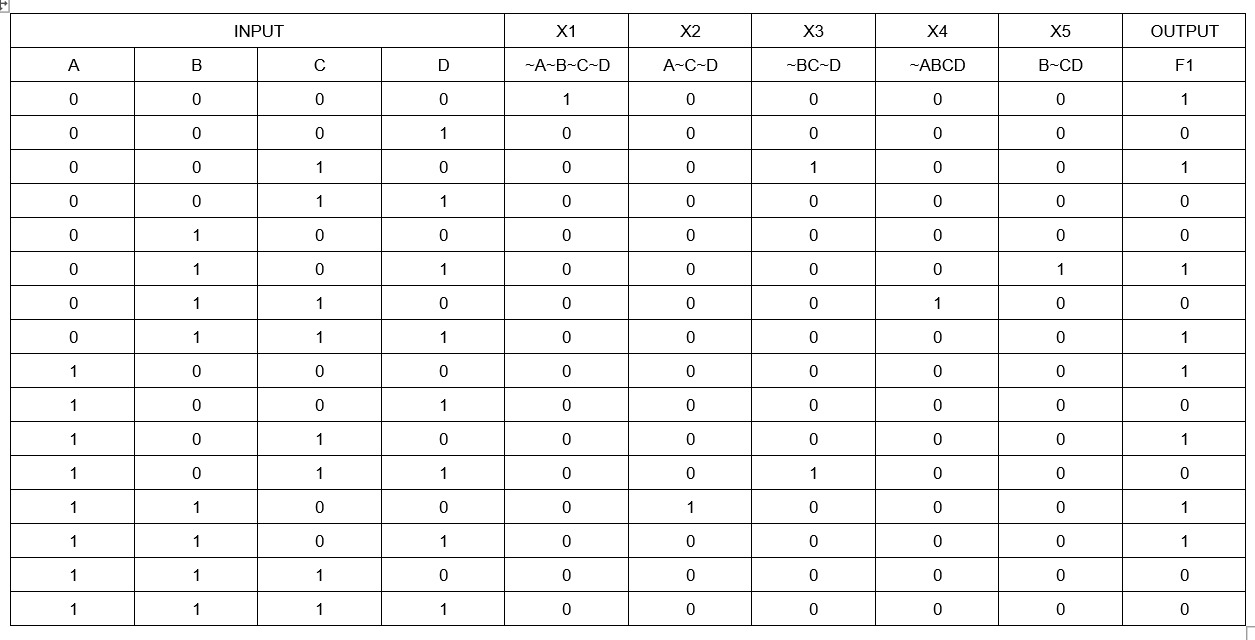 INPUT X1 X2 X3 X4 X5 OUTPUT
A B C D ~A~B~C~D A~C~D ~BC~D ~ABCD B~CD F1
0 0 0 0 1 0 0 0 0 1
0 0 0 1 0 0 0 0 0 0
0 0 1 0 0 0 1 0 0 1
0 0 1 1 0 0 0 0 0 0
0 1 0 0 0 0 0 0 0 0
0 1 0 1 0 0 0 0 1 1
0 1 1 0 0 0 0 1 0 0
0 1 1 1 0 0 0 0 0 1
1 0 0 0 0 0 0 0 0 1
1 0 0 1 0 0 0 0 0 0
1 0 1 0 0 0 0 0 0 1
1 0 1 1 0 0 1 0 0 0
1 1 0 0 0 1 0 0 0 1
1 1 0 1 0 0 0 0 0 1
1 1 1 0 0 0 0 0 0 0
1 1 1 1 0 0 0 0 0 0